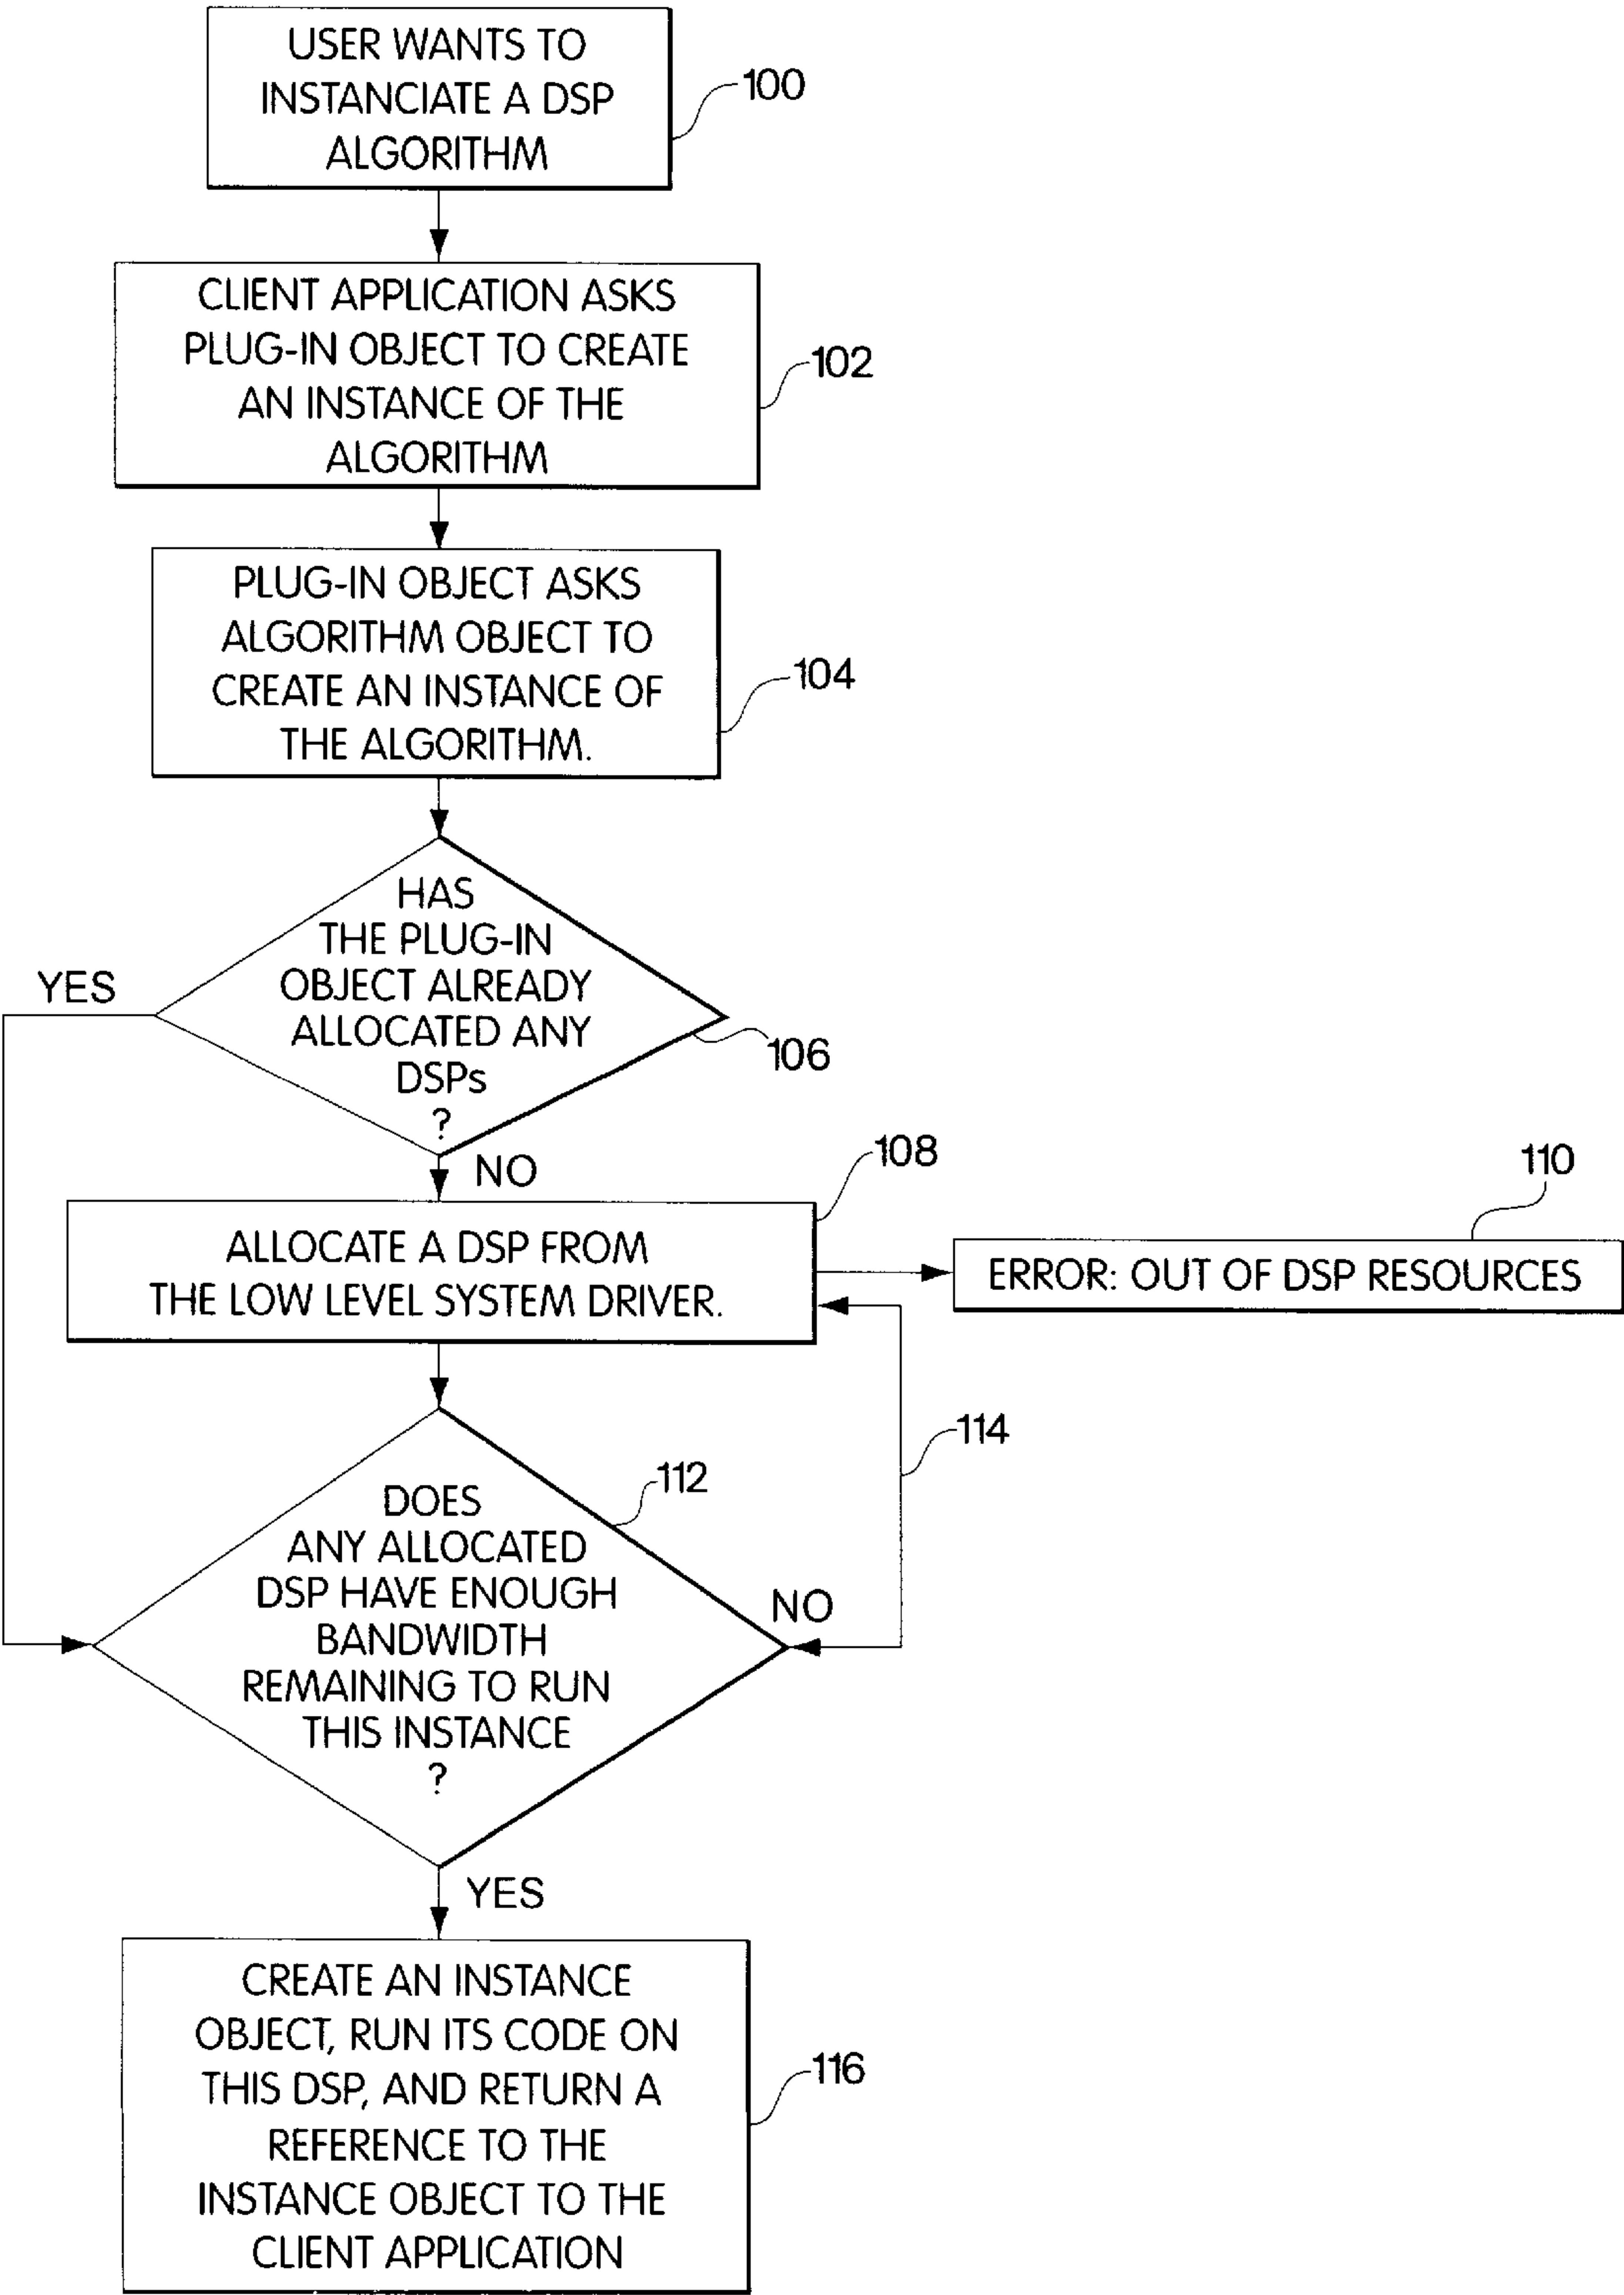 USER WANTS TO
INSTANCIATE A DSP
ALGORITHM
100
CLIENT APPLICATION ASKS
PLUG-IN OBJECT TO CREATE
AN INSTANCE OF THE
ALGORITHM
102
PLUG-IN OBJECT ASKS
ALGORITHM OBJECT TO
CREATE AN INSTANCE OF
THE ALGORITHM.
104
HAS
THE PLUG-IN
OBJECT ALREADY
ALLOCATED ANY
DSPs
?
YES
106
NO
108
110
ALLOCATE A DSP FROM
THE LOW LEVEL SYSTEM DRIVER.
ERROR: OUT OF DSP RESOURCES
114
112
DOES
ANY ALLOCATED
DSP HAVE ENOUGH
BANDWIDTH
REMAINING TO RUN
THIS INSTANCE
?
NO
YES
CREATE AN INSTANCE
OBJECT, RUN ITS CODE ON
THIS DSP, AND RETURN A
REFERENCE TO THE
INSTANCE OBJECT TO THE
CLIENT APPLICATION
116